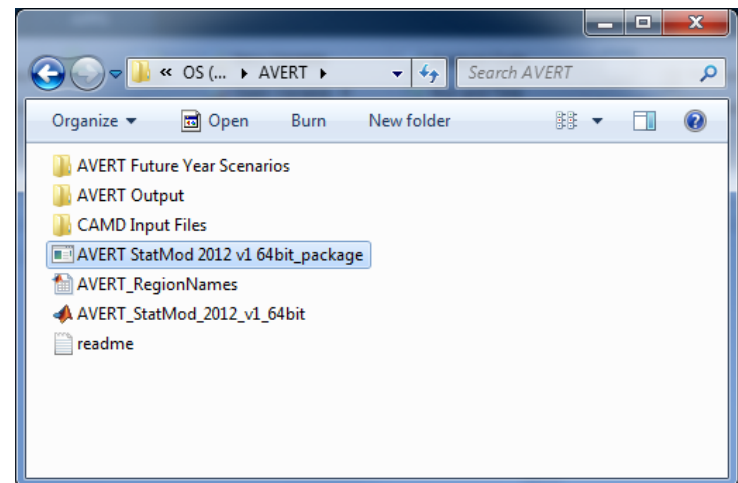 « OS (... ▸ AVERT ▸ Search AVERT
Organize ▾ Open Burn New folder
AVERT Future Year Scenarios
AVERT Output
CAMD Input Files
AVERT StatMod 2012 v1 64bit_package
AVERT_RegionNames
AVERT_StatMod_2012_v1_64bit
readme